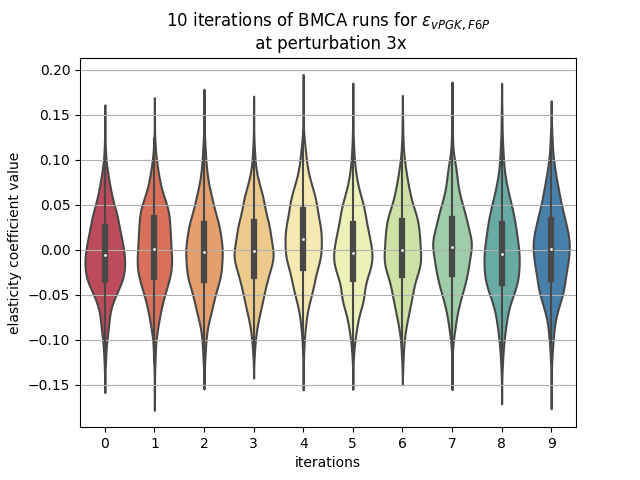 10 iterations of BMCA runs for ε_{vPGK, F6P}
at perturbation 3x
elasticity coefficient value
0.20
0.15
0.10
0.05
0.00
−0.05
−0.10
−0.15
0 1 2 3 4 5 6 7 8 9
iterations